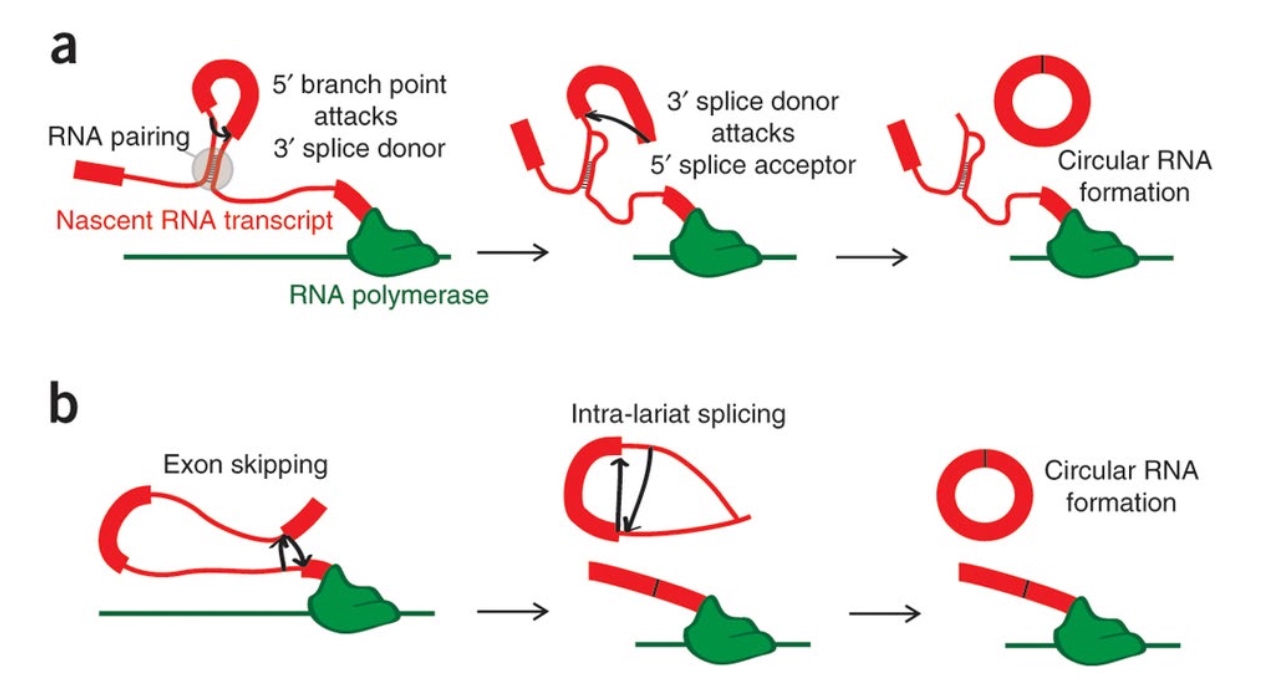 a
5′ branch point
attacks
3′ splice donor
RNA pairing
Nascent RNA transcript
RNA polymerase
3′ splice donor
attacks
5′ splice acceptor
Circular RNA
formation
b
Exon skipping
Intra-lariat splicing
Circular RNA
formation